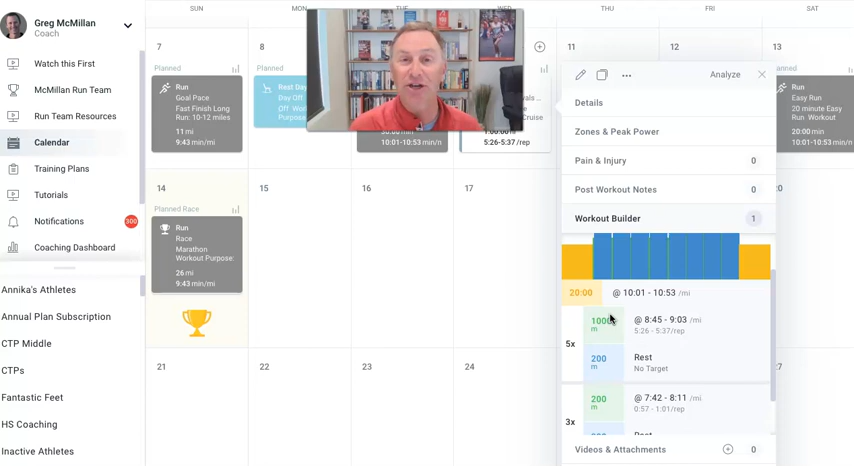 Greg McMillan
Coach
Watch this First
McMillan Run Team
Run Team Resources
Calendar
Training Plans
Tutorials
Notifications
300
Coaching Dashboard
Annika's Athletes
Annual Plan Subscription
CTP Middle
CTPs
Fantastic Feet
HS Coaching
Inactive Athletes
SUN
MON
THU
FRI
SAT
7
8
11
12
13
Planned
Run
Goal Pace
Fast Finish Long
Run: 10-12 miles
11 mi
9:43 min/mi
Planned
Rest Day
Day Off
Purpose
10:01-10:53 min/n
Cruise
5:26-5:37 /rep
Run
Easy Run
20 minute Easy
Run Workout
20:00 min
10:01-10:53 min/n
14
15
16
17
Planned Race
Run
Race
Marathon
Workout Purpose:
26 mi
9:43 min/mi
21
22
23
24
Analyze
Details
Zones & Peak Power
Pain & Injury
0
Post Workout Notes
0
Workout Builder
1
20:00
@ 10:01 - 10:53 /mi
5x
1000
m
@ 8:45 - 9:03 /mi
5:26 - 5:37/rep
200
m
Rest
No Target
3x
200
m
@ 7:42 - 8:11 /mi
0:57 - 1:01/rep
Videos & Attachments
0